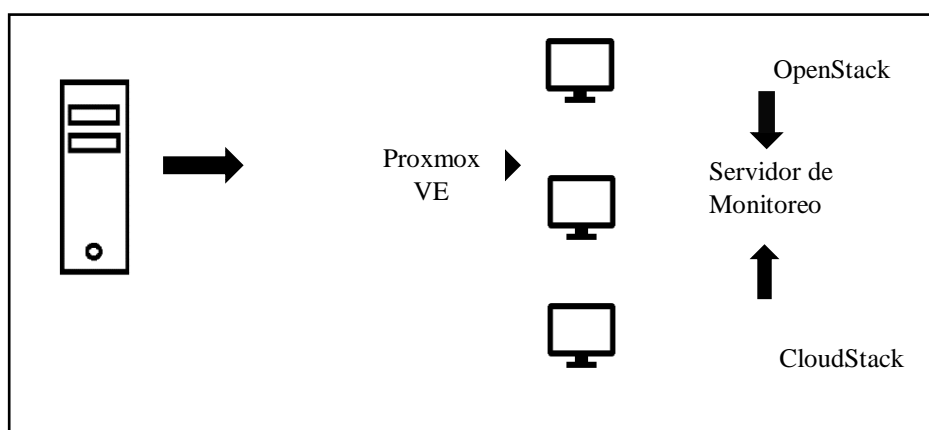 OpenStack
Proxmox
VE
Servidor de
Monitoreo
CloudStack